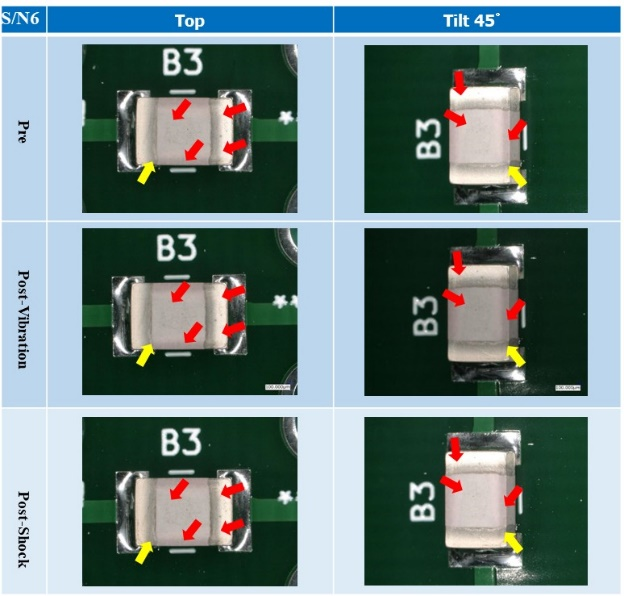 S/N6
Top
Tilt 45°
Pre
B3
B3
Post-Vibration
B3
B3
Post-Shock
B3
B3